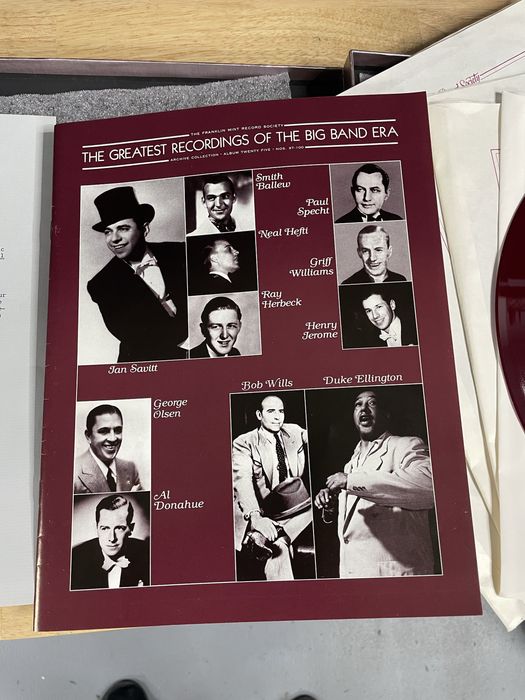 THE FRANKLIN MINT RECORD SOCIETY
THE GREATEST RECORDINGS OF THE BIG BAND ERA
ARCHIVE COLLECTION • ALBUM TWENTY FIVE • NOS. 97-100
Smith
Ballew
Paul
Specht
Neal Hefti
Griff
Williams
Ray
Herbeck
Henry
Jerome
Jan Savitt
George
Olsen
Bob Wills
Duke Ellington
Al
Donahue
Society